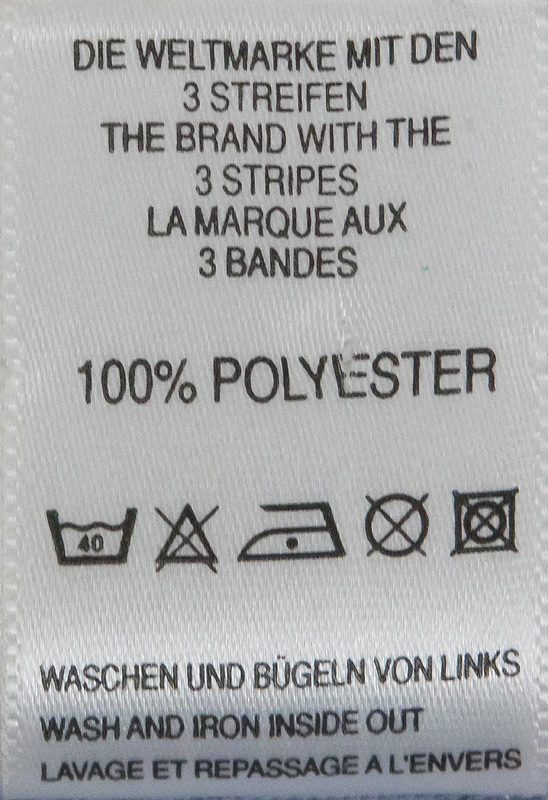 DIE WELTMARKE MIT DEN
3 STREIFEN
THE BRAND WITH THE
3 STRIPES
LA MARQUE AUX
3 BANDES
100% POLYESTER
40
WASCHEN UND BÜGELN VON LINKS
WASH AND IRON INSIDE OUT
LAVAGE ET REPASSAGE A L'ENVERS